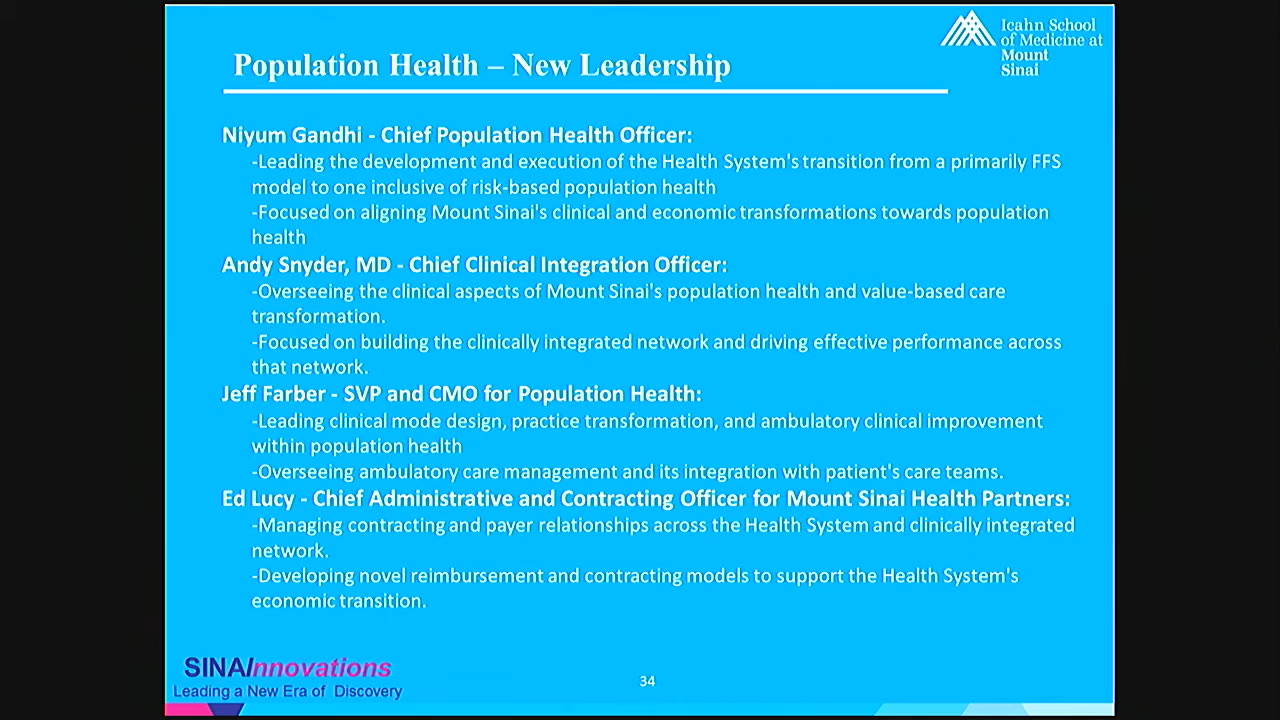 Icahn School
of Medicine at
Mount
Sinai
Population Health – New Leadership
Niyum Gandhi - Chief Population Health Officer:
-Leading the development and execution of the Health System's transition from a primarily FFS
model to one inclusive of risk-based population health
-Focused on aligning Mount Sinai's clinical and economic transformations towards population
health
Andy Snyder, MD - Chief Clinical Integration Officer:
-Overseeing the clinical aspects of Mount Sinai's population health and value-based care
transformation.
-Focused on building the clinically integrated network and driving effective performance across
that network.
Jeff Farber - SVP and CMO for Population Health:
-Leading clinical mode design, practice transformation, and ambulatory clinical improvement
within population health
-Overseeing ambulatory care management and its integration with patient's care teams.
Ed Lucy - Chief Administrative and Contracting Officer for Mount Sinai Health Partners:
-Managing contracting and payer relationships across the Health System and clinically integrated
network.
-Developing novel reimbursement and contracting models to support the Health System's
economic transition.
SINAInnovations
Leading a New Era of Discovery
34